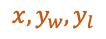 x, y_w, y_l